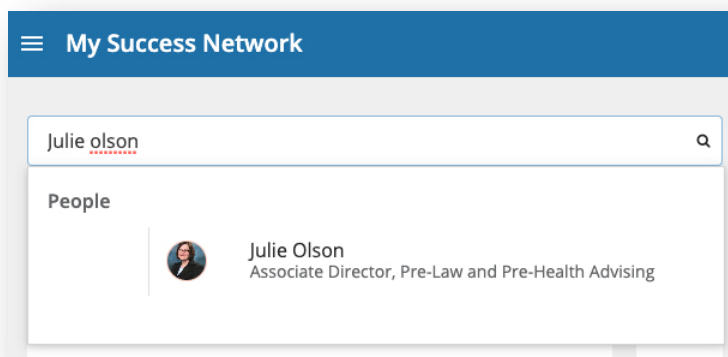 My Success Network
Julie olson
People
Julie Olson
Associate Director, Pre-Law and Pre-Health Advising